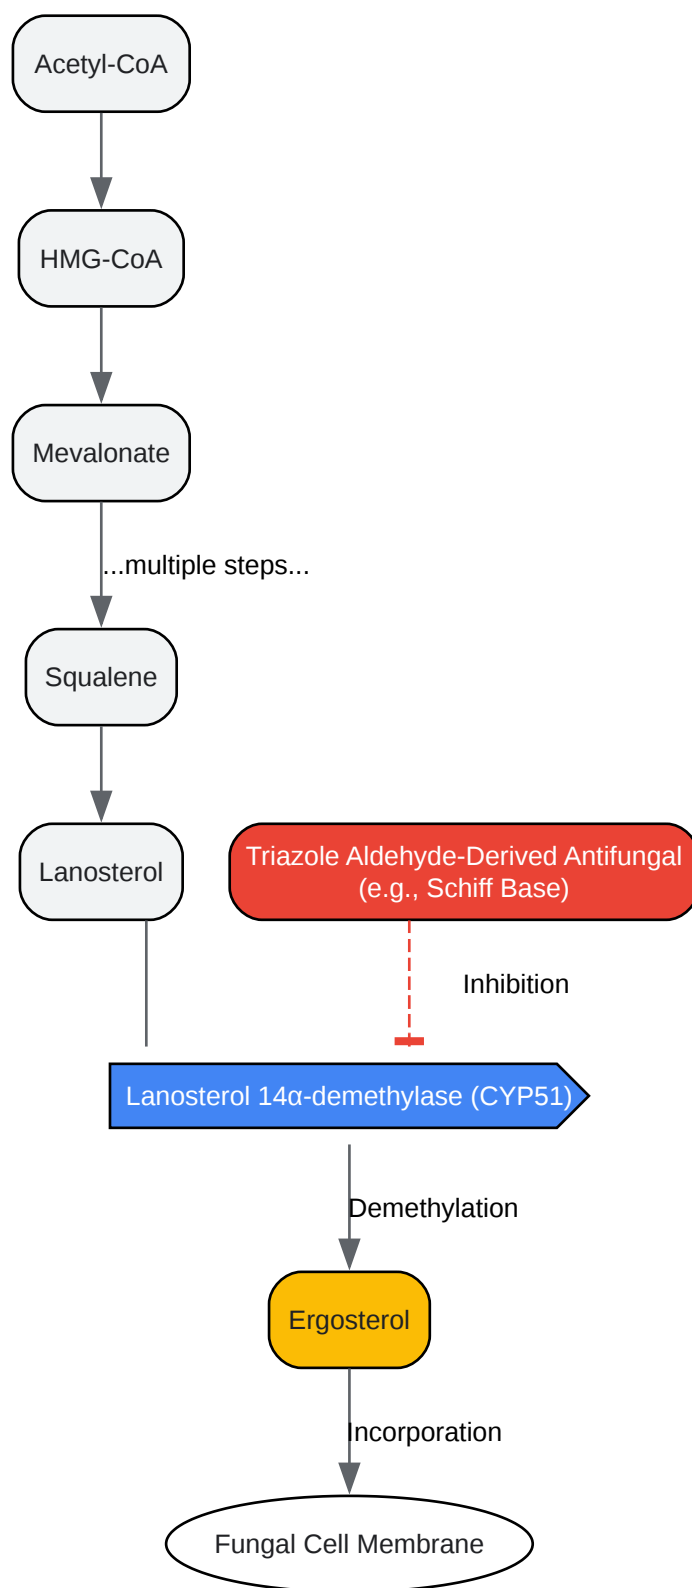 Acetyl-CoA
HMG-CoA
Mevalonate
...multiple steps...
Squalene
Lanosterol
Triazole Aldehyde-Derived Antifungal
(e.g., Schiff Base)
Inhibition
Lanosterol 14α-demethylase (CYP51)
Demethylation
Ergosterol
Incorporation
Fungal Cell Membrane